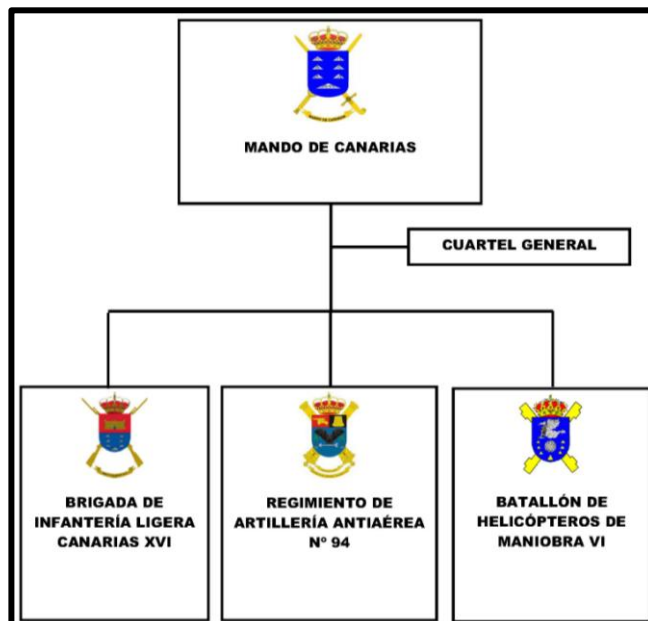 MANDO DE CANARIAS
CUARTEL GENERAL
BRIGADA DE
INFANTERÍA LIGERA
CANARIAS XVI
REGIMIENTO DE
ARTILLERÍA ANTIAÉREA
Nº 94
BATALLÓN DE
HELICÓPTEROS DE
MANIOBRA VI